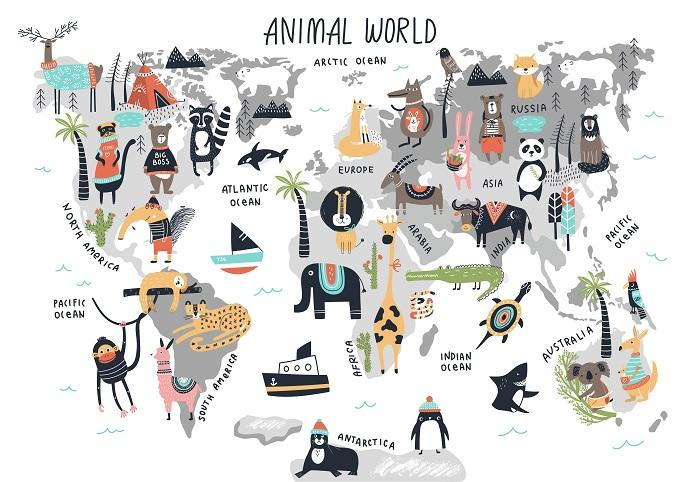 ANIMAL WORLD
ARCTIC OCEAN
RUSSIA
BIG
BOSS
EUROPE
ASIA
ATLANTIC
OCEAN
NORTH AMERICA
ARABIA
INDIA
PACIFIC
OCEAN
PACIFIC
OCEAN
AFRICA
INDIAN
OCEAN
AUSTRALIA
SOUTH AMERICA
ANTARCTICA